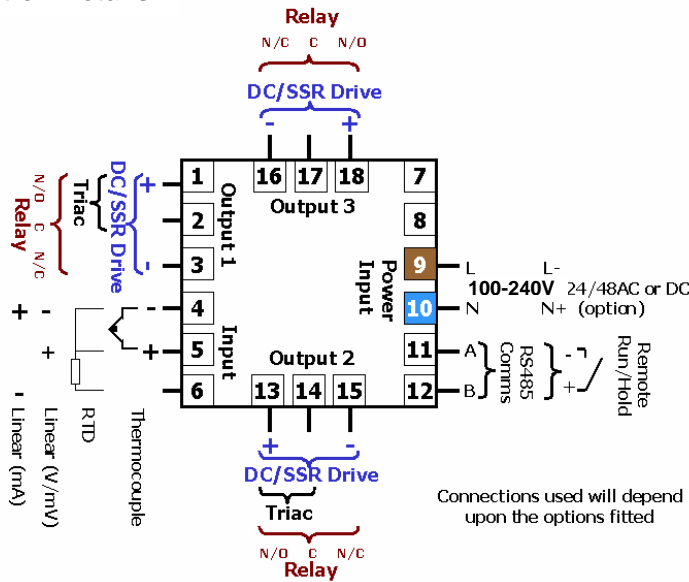 Relay
N/C C N/O
DC/SSR Drive
- +
1 16 17 18 7
Output 3
2 8
Output 1
3 9
4 10
5 11
6 13 14 15 12
Input
Output 2
Power
Input
+ -
DC/SSR Drive
Triac
N/O C N/C
Relay
- +
+ -
- +
Linear (mA)
Linear (V/mV)
RTD
Thermocouple
L L-
100-240V 24/48AC or DC
N N+ (option)
A
B
RS485
Comms
- +
Remote
Run/Hold
+ -
DC/SSR Drive
Triac
N/O C N/C
Relay
Connections used will depend
upon the options fitted